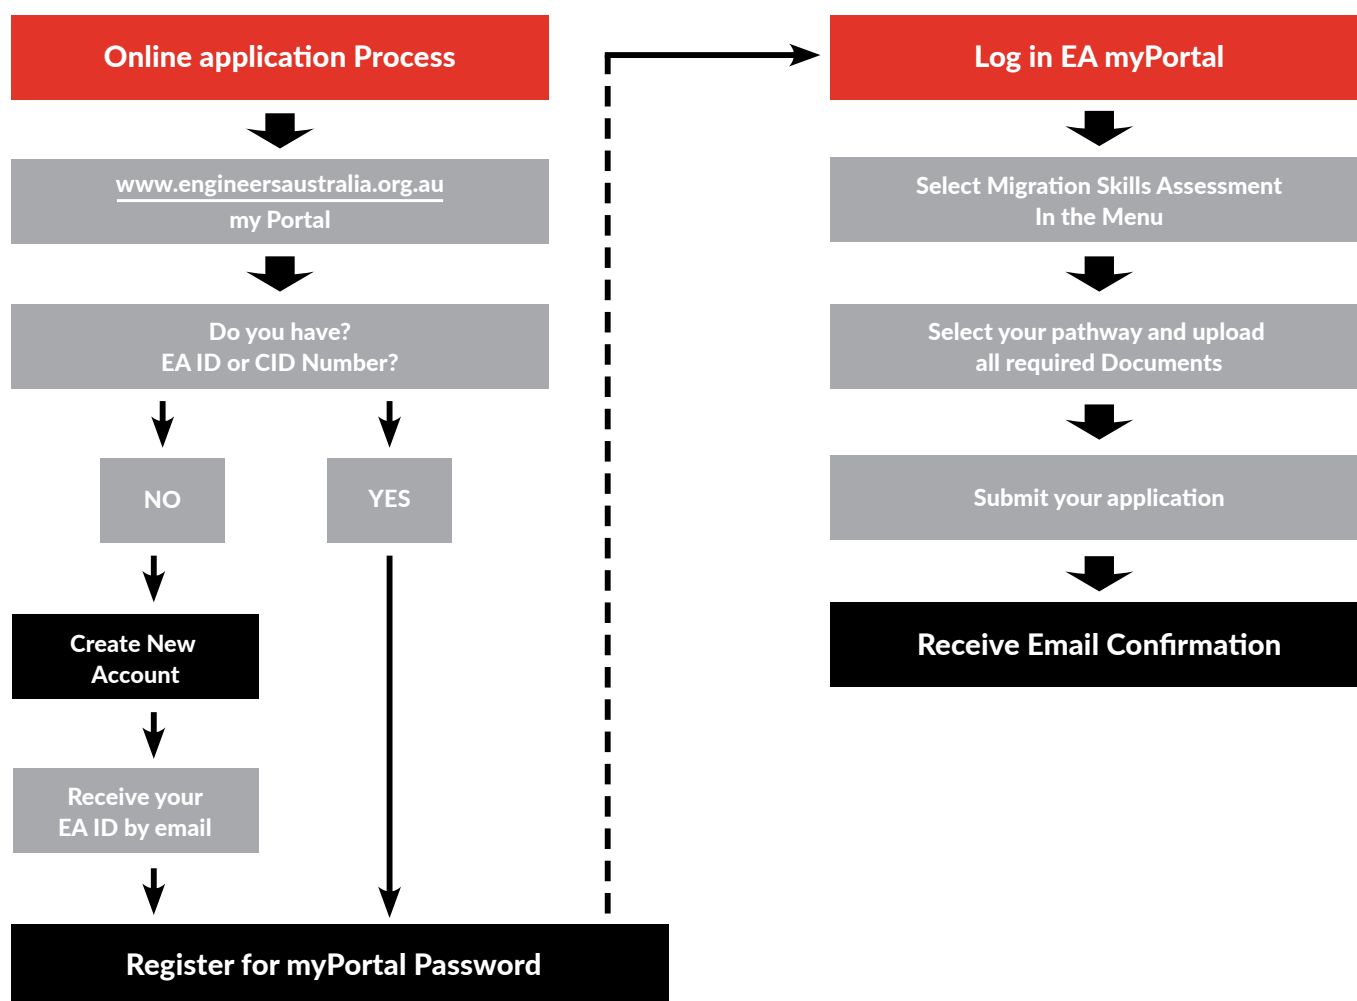 Online application Process
www.engineersaustralia.org.au
my Portal
Do you have?
EA ID or CID Number?
NO
YES
Create New
Account
Receive your
EA ID by email
Register for myPortal Password
Log in EA myPortal
Select Migration Skills Assessment
In the Menu
Select your pathway and upload
all required Documents
Submit your application
Receive Email Confirmation